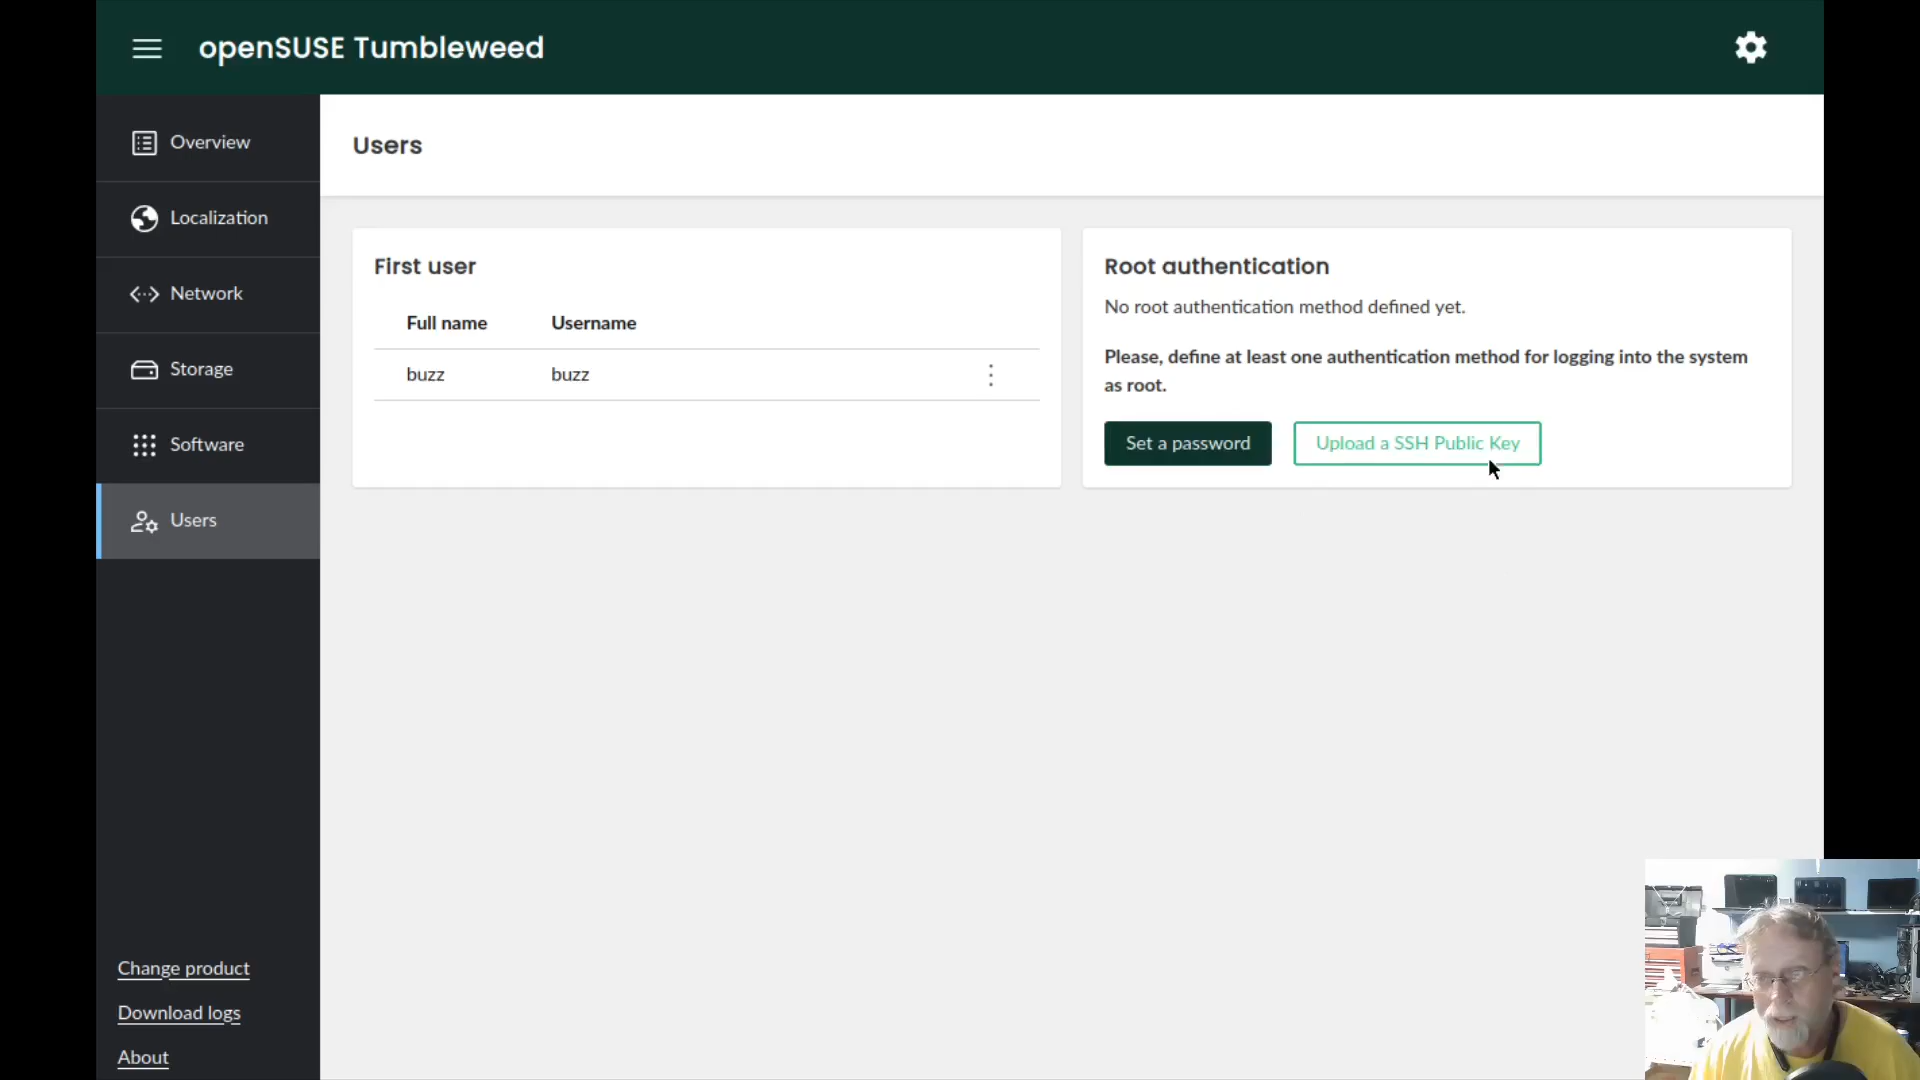 openSUSE Tumbleweed
Overview
Localization
Network
Storage
Software
Users
Change product
Download logs
About
Users
First user
Full name Username
buzz buzz
Root authentication
No root authentication method defined yet.
Please, define at least one authentication method for logging into the system
as root.
Set a password Upload a SSH Public Key